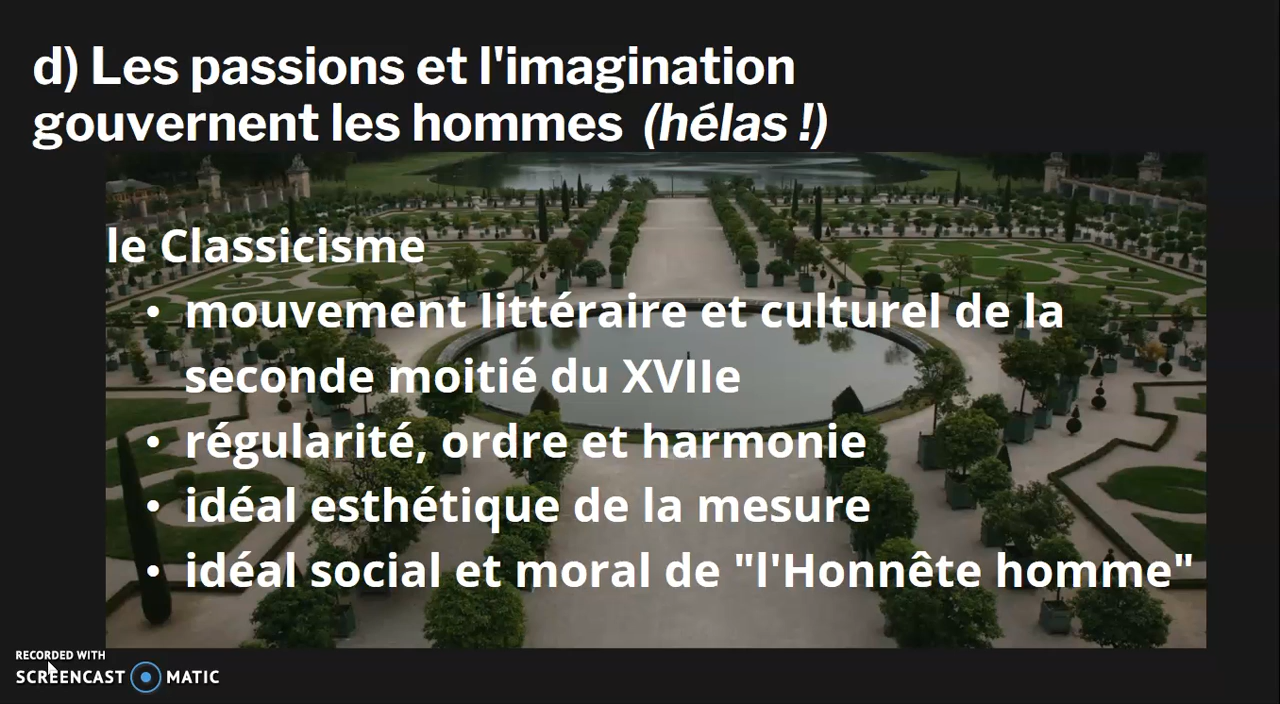 d) Les passions et l'imagination
gouvernent les hommes (hélas !)
le Classicisme
• mouvement littéraire et culturel de la
seconde moitié du XVIIe
• régularité, ordre et harmonie
• idéal esthétique de la mesure
• idéal social et moral de "l'Honnête homme"
RECORDED WITH
SCREENCAST MATIC